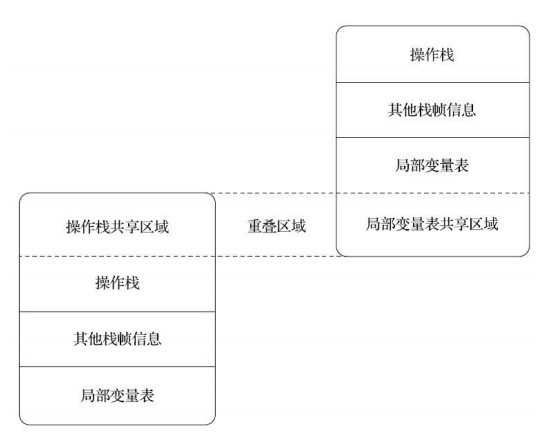 操作栈
其他栈帧信息
局部变量表
操作栈共享区域
重叠区域
局部变量表共享区域
操作栈
其他栈帧信息
局部变量表